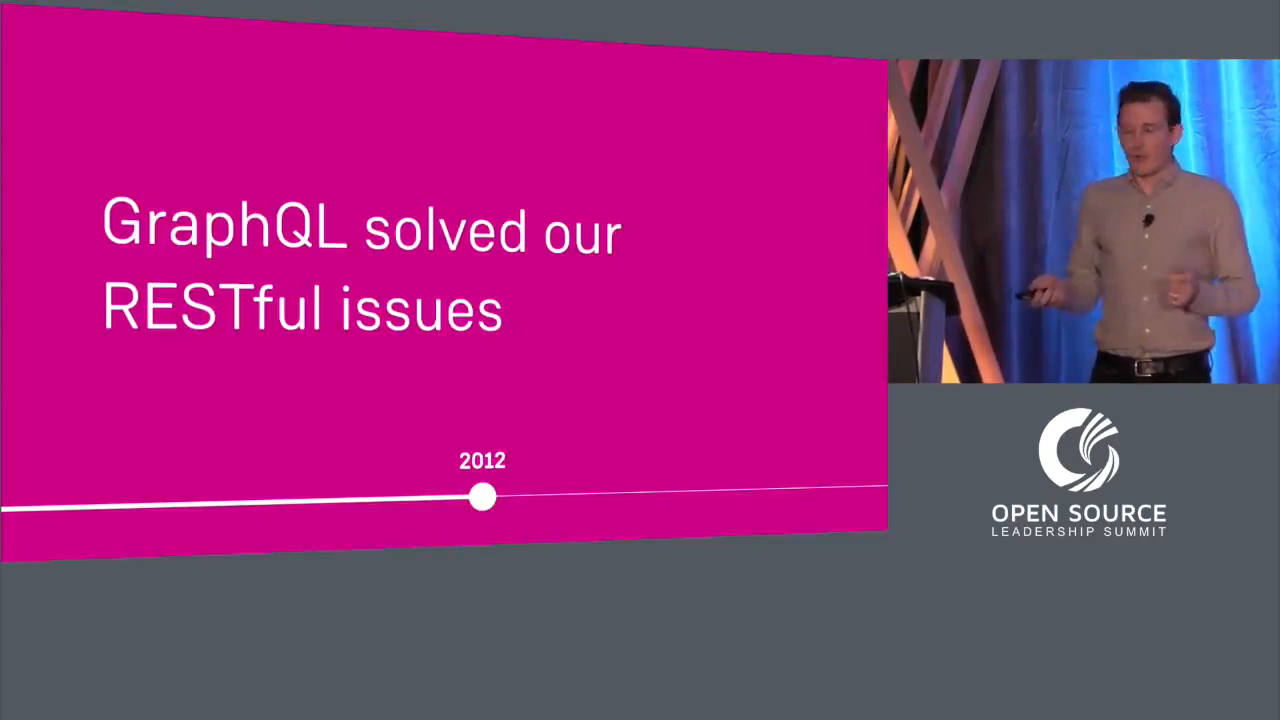 GraphQL solved our
RESTful issues
2012
OPEN SOURCE
LEADERSHIP SUMMIT